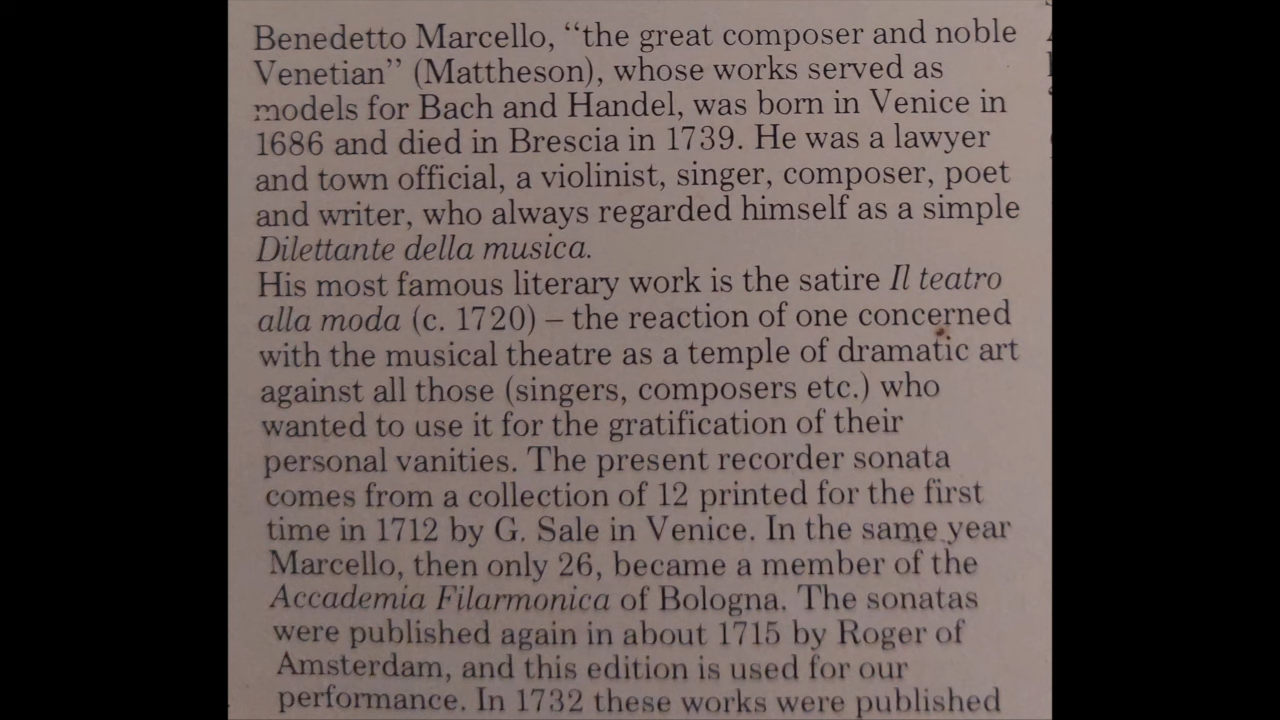 Benedetto Marcello, “the great composer and noble
Venetian” (Mattheson), whose works served as
models for Bach and Handel, was born in Venice in
1686 and died in Brescia in 1739. He was a lawyer
and town official, a violinist, singer, composer, poet
and writer, who always regarded himself as a simple
Dilettante della musica.
His most famous literary work is the satire Il teatro
alla moda (c. 1720) – the reaction of one concerned
with the musical theatre as a temple of dramatic art
against all those (singers, composers etc.) who
wanted to use it for the gratification of their
personal vanities. The present recorder sonata
comes from a collection of 12 printed for the first
time in 1712 by G. Sale in Venice. In the same year
Marcello, then only 26, became a member of the
Accademia Filarmonica of Bologna. The sonatas
were published again in about 1715 by Roger of
Amsterdam, and this edition is used for our
performance. In 1732 these works were published